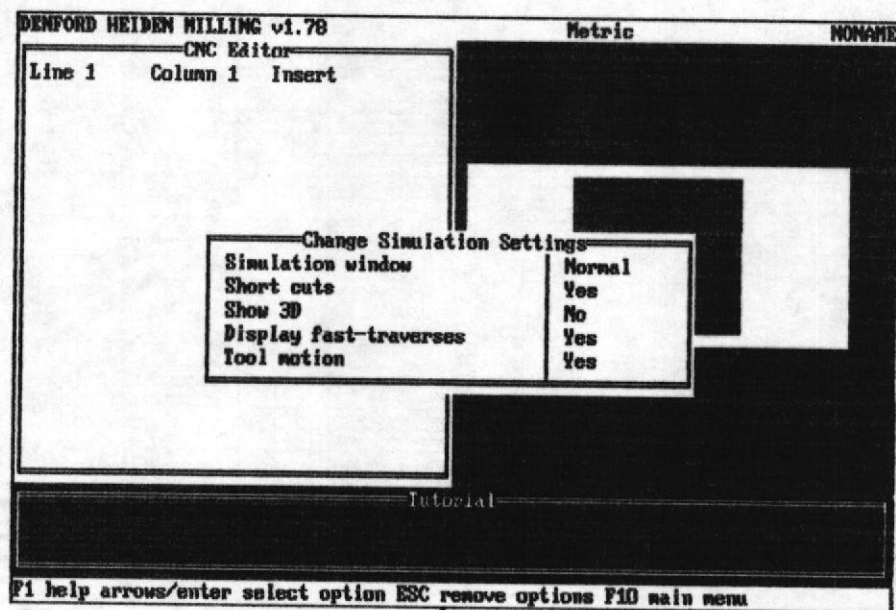 DENFORD HEIDEN MILLING v1.78 Metric NONAME
CNC Editor
Line 1 Column 1 Insert
Change Simulation Settings
Simulation window Normal
Short cuts Yes
Show 3D No
Display fast-traverses Yes
Tool motion Yes
Tutorial
F1 help arrows/enter select option ESC remove options F10 main menu